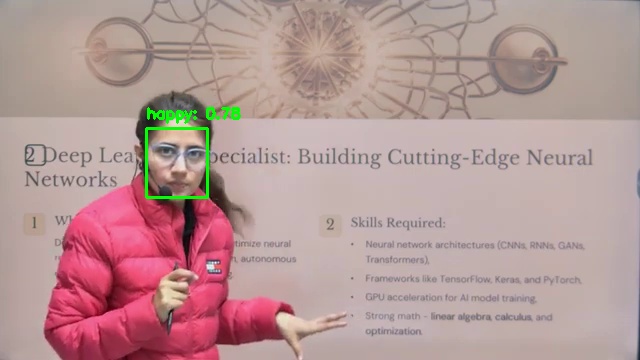 happy: 0.78
2 Deep Lea pecialist: Building Cutting-Edge Neural
Networks
1 Wh
timize neural
autonomous
2 Skills Required:
• Neural network architectures (CNNs, RNNs, GANs,
Transformers).
• Frameworks like TensorFlow, Keras, and PyTorch.
• GPU acceleration for AI model training.
• Strong math - linear algebra, calculus, and
optimization.